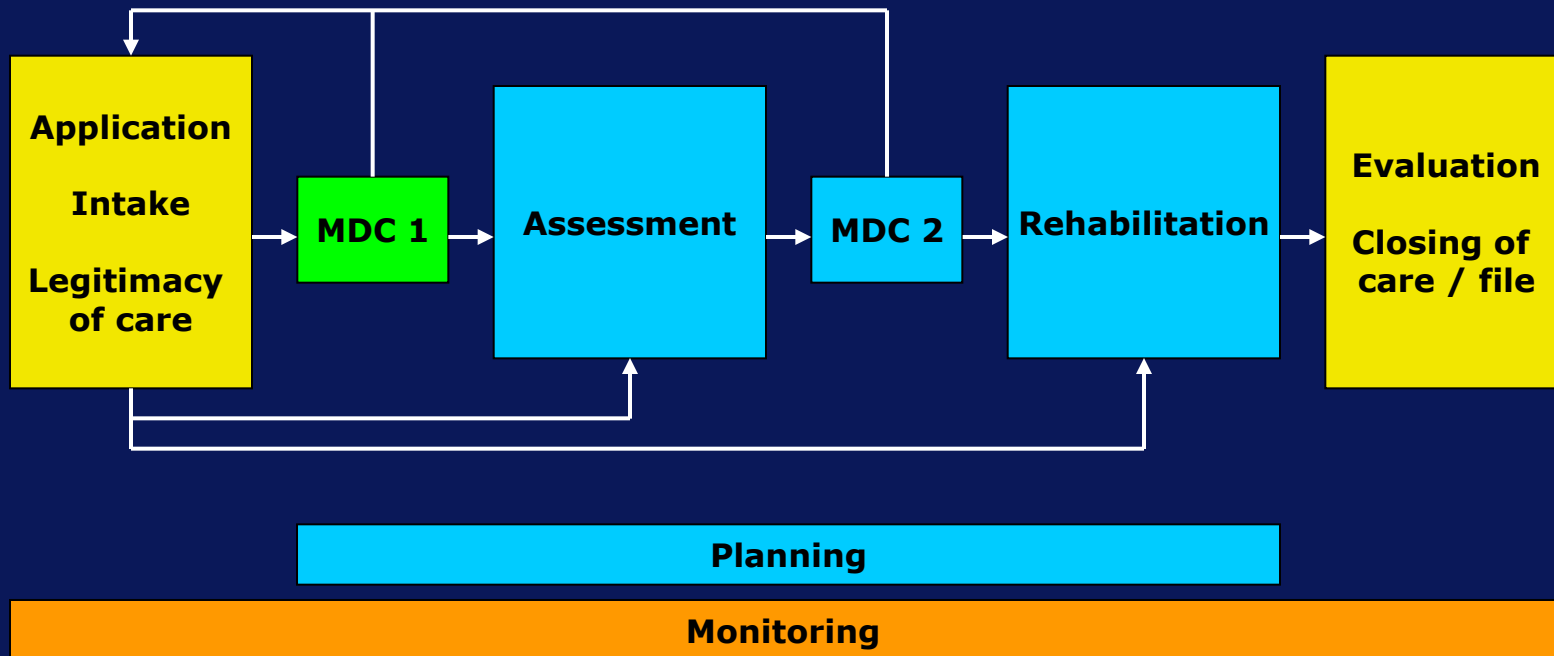 Application
Intake
Legitimacy
of care
MDC 1
Assessment
MDC 2
Rehabilitation
Evaluation
Closing of
care / file
Planning
Monitoring